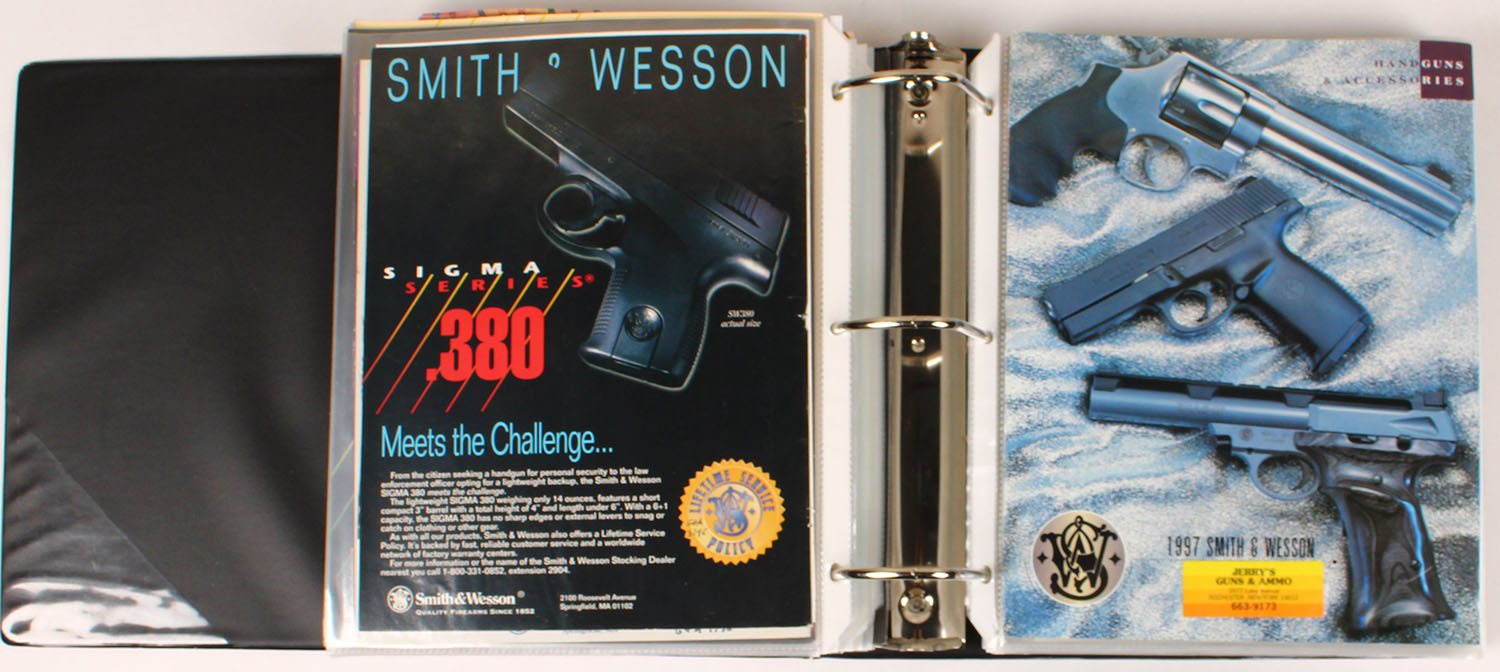 SMITH & WESSON
SIGMA
SERIES®
.380
SW380
actual size
Meets the Challenge...
From the citizen seeking a handgun for personal security to the law
enforcement officer opting for a lightweight backup, the Smith & Wesson
SIGMA 380 meets the challenge.
The lightweight SIGMA 380 weighing only 14 ounces, features a short
compact 3" barrel with a total height of 4" and length under 6". With a 6+1
capacity, the SIGMA 380 has no sharp edges or external levers to snag or
catch on clothing or other gear.
As with all our products, Smith & Wesson also offers a Lifetime Service
Policy. It's backed by fast, reliable customer service and a worldwide
network of factory warranty centers.
For more information or the name of the Smith & Wesson Stocking Dealer
nearest you call 1-800-331-0852, extension 2904.
LIFETIME SERVICE
POLICY
SW
Smith & Wesson®
QUALITY FIREARMS SINCE 1852
2100 Roosevelt Avenue
Springfield, MA 01102
HANDGUNS
& ACCESSORIES
SW
1997 SMITH & WESSON
JERRY'S
GUNS & AMMO
663-9173